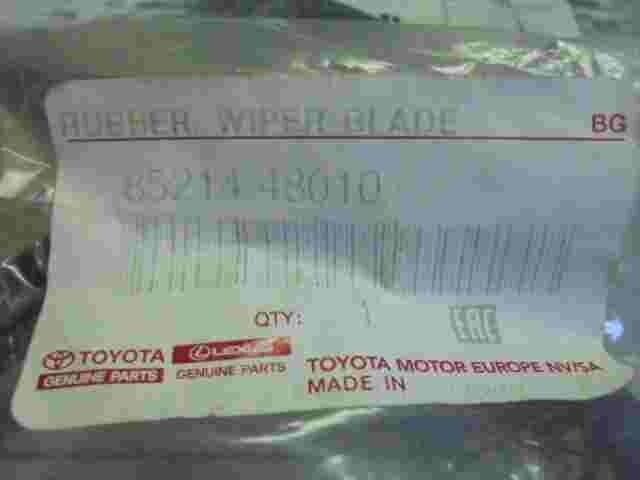 RUBBER, WIPER BLADE BG
85214-48010
QTY: 1 EAC
TOYOTA LEXUS
GENUINE PARTS GENUINE PARTS
TOYOTA MOTOR EUROPE NV/SA
MADE IN